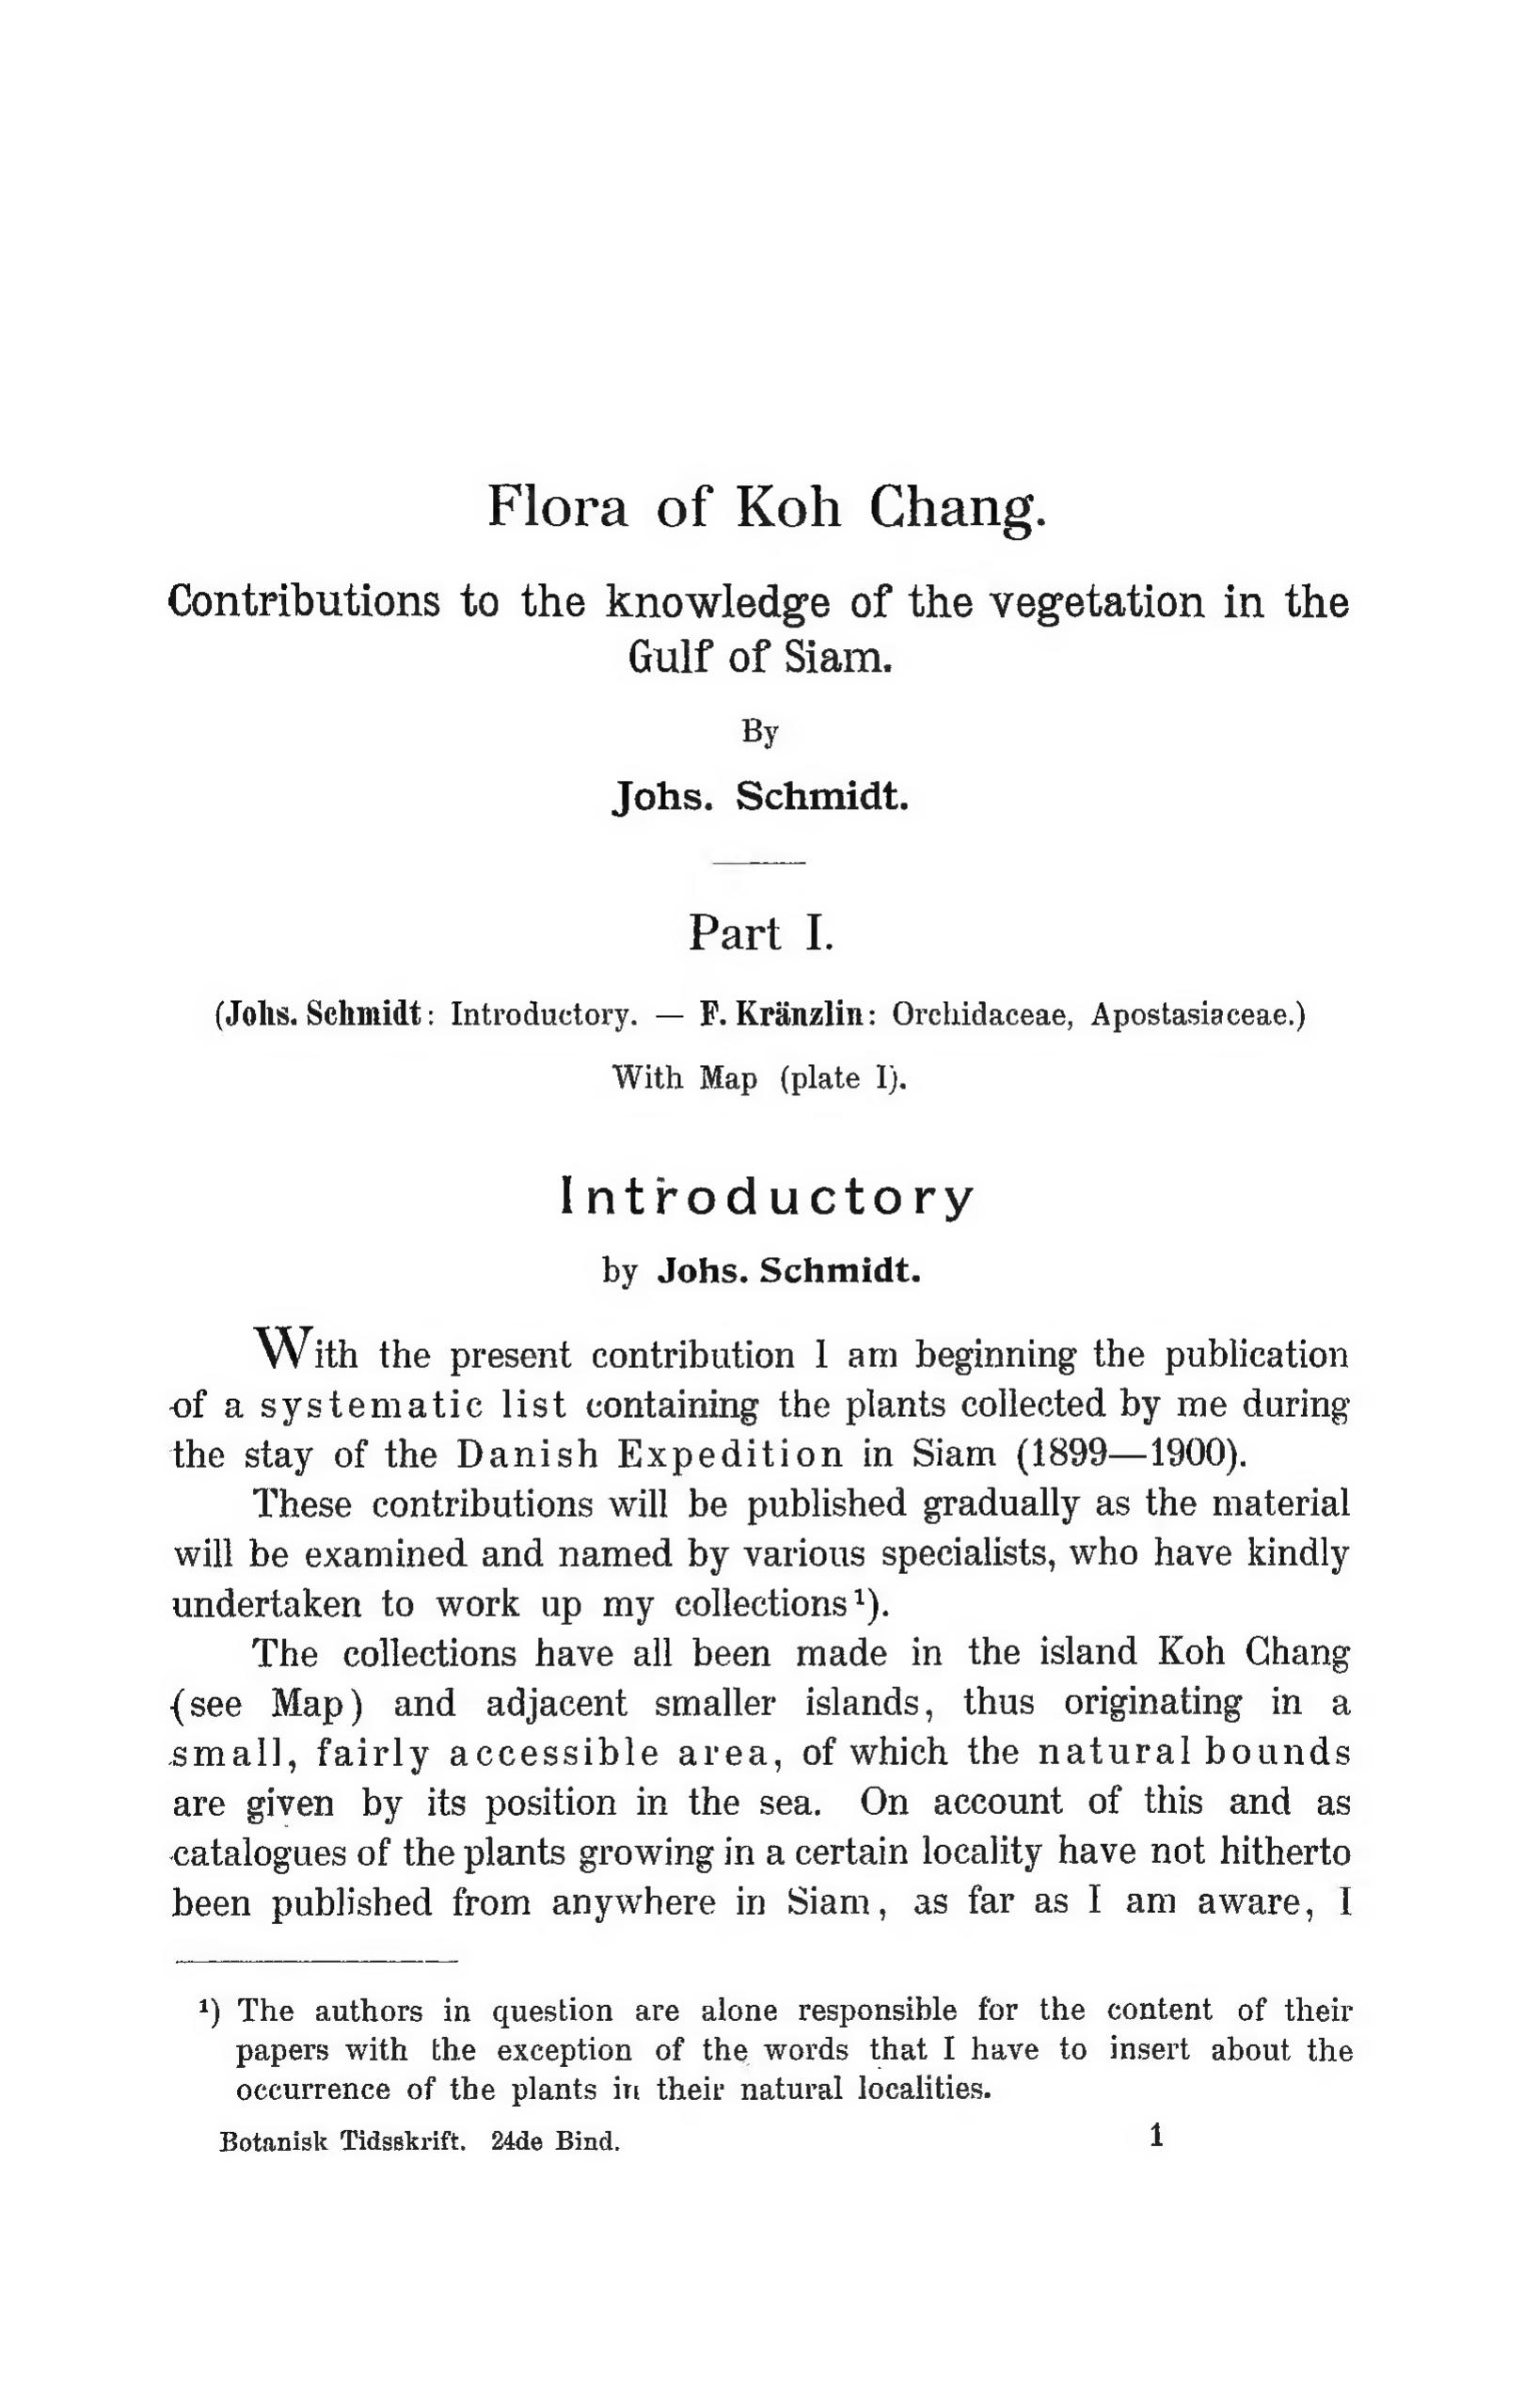 Flora of Koh Chang.
Contributions to the knowledge of the vegetation in the
Gulf of Siam.
By
Johs. Schmidt.
Part I.
(Johs. Schmidt: Introductory. — F. Kränzlin: Orchidaceae, Apostasiaceae.)
With Map (plate I).
Introductory
by Johs. Schmidt.
With the present contribution I am beginning the publication
of a systematic list containing the plants collected by me during
the stay of the Danish Expedition in Siam (1899—1900).
These contributions will be published gradually as the material
will be examined and named by various specialists, who have kindly
undertaken to work up my collections¹).
The collections have all been made in the island Koh Chang
(see Map) and adjacent smaller islands, thus originating in a
small, fairly accessible area, of which the natural bounds
are given by its position in the sea. On account of this and as
catalogues of the plants growing in a certain locality have not hitherto
been published from anywhere in Siam, as far as I am aware, I
¹) The authors in question are alone responsible for the content of their
papers with the exception of the words that I have to insert about the
occurrence of the plants in their natural localities.
Botanisk Tidsskrift. 24de Bind. 1